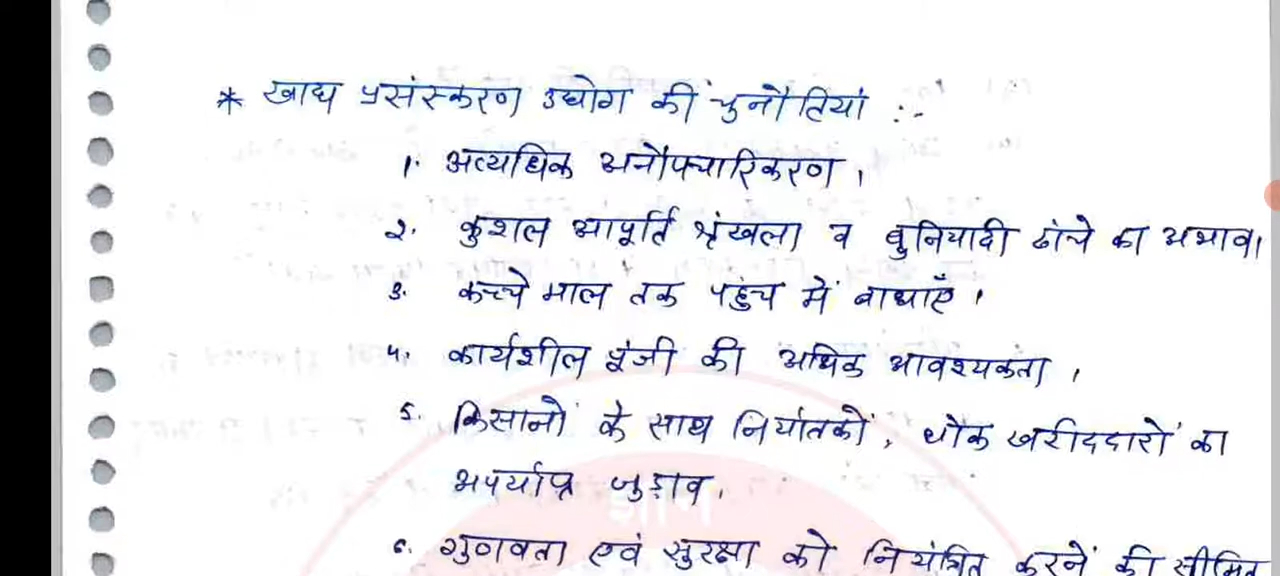 * खाद्य प्रसंस्करण उद्योग की चुनौतियां :-
1. अत्यधिक अनौपचारिकरण ।
2. कुशल आपूर्ति श्रृंखला व बुनियादी ढांचे का अभाव।
3. कच्चे माल तक पहुंच में बाधाएँ ।
4. कार्यशील पूंजी की अधिक आवश्यकता ।
5. किसानों के साथ निर्यातकों, थोक खरीददारों का
अपर्याप्त जुड़ाव ।
6. गुणवता एवं सुरक्षा को नियंत्रित करनें की सीमित
ज्ञान